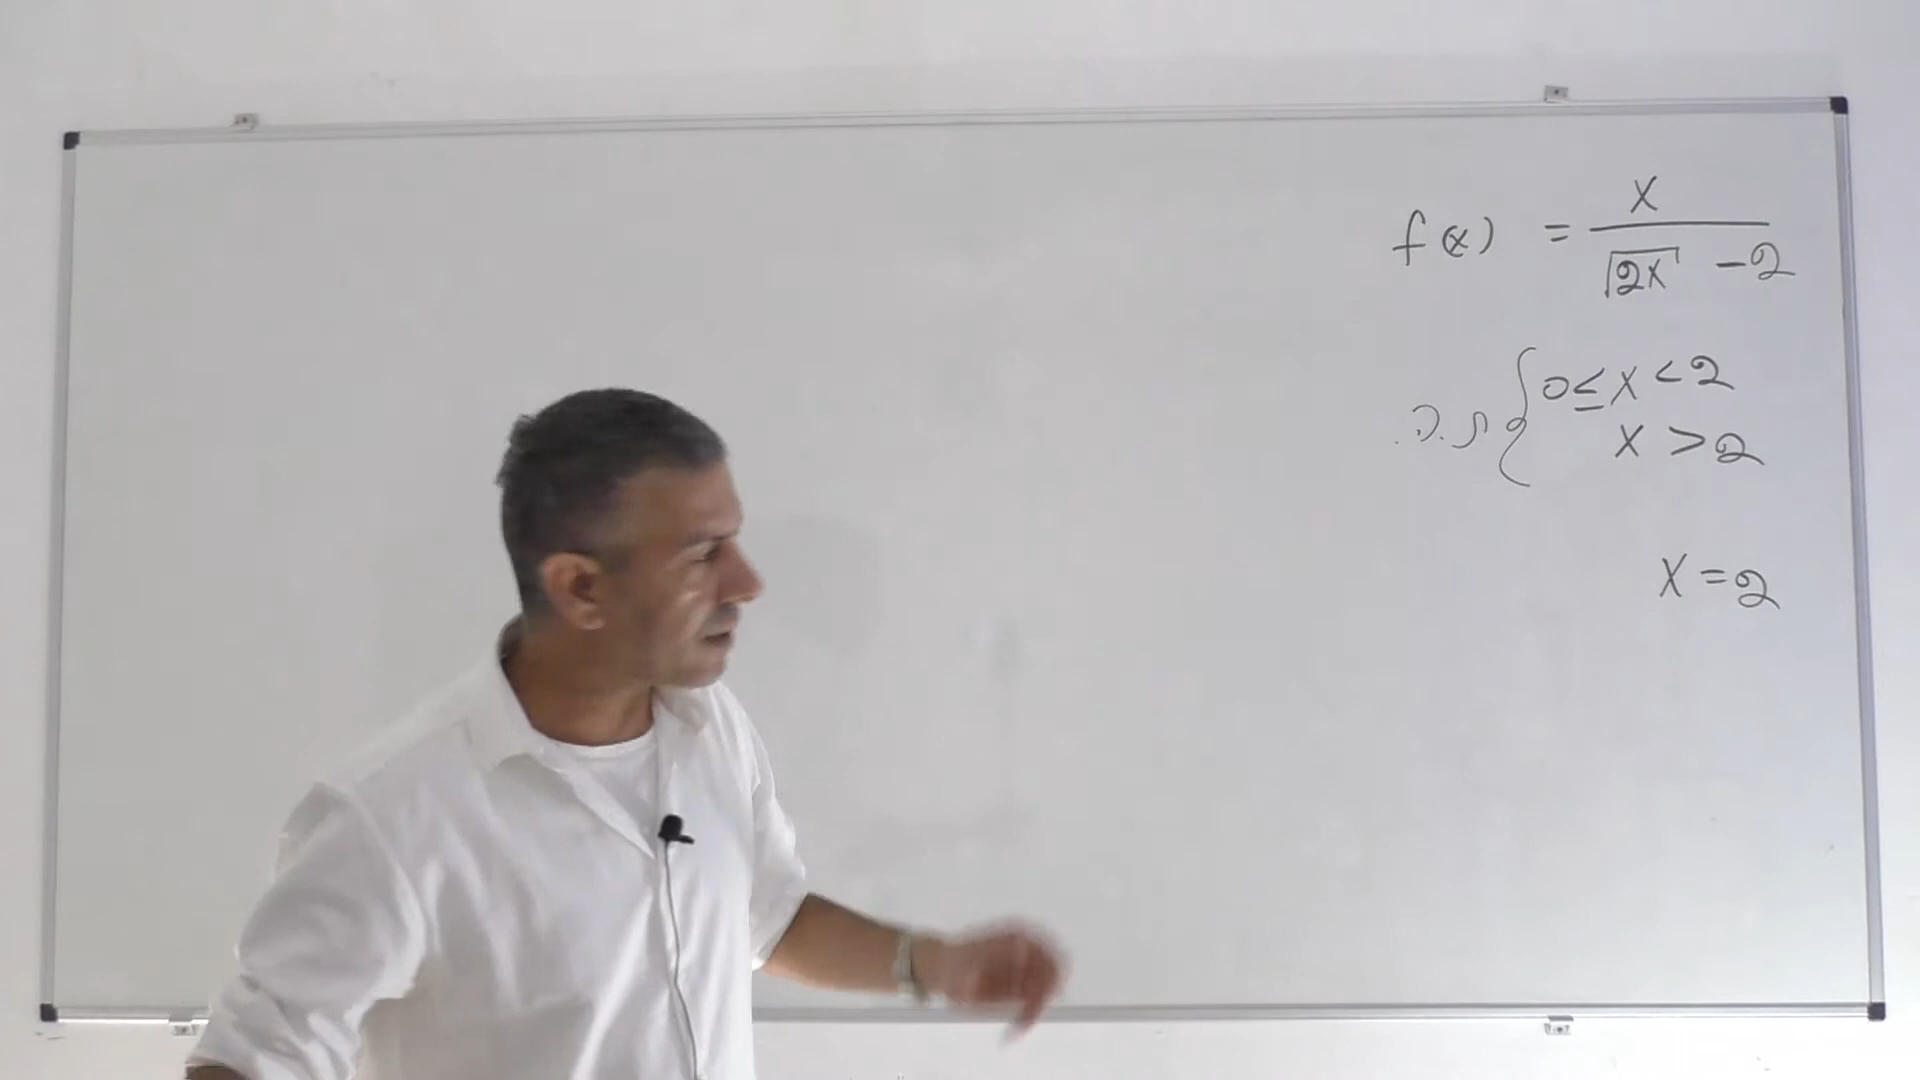 f(x) = x / (√2x - 2)
ת.ה. { 0 ≤ x < 2
x > 2
x = 2